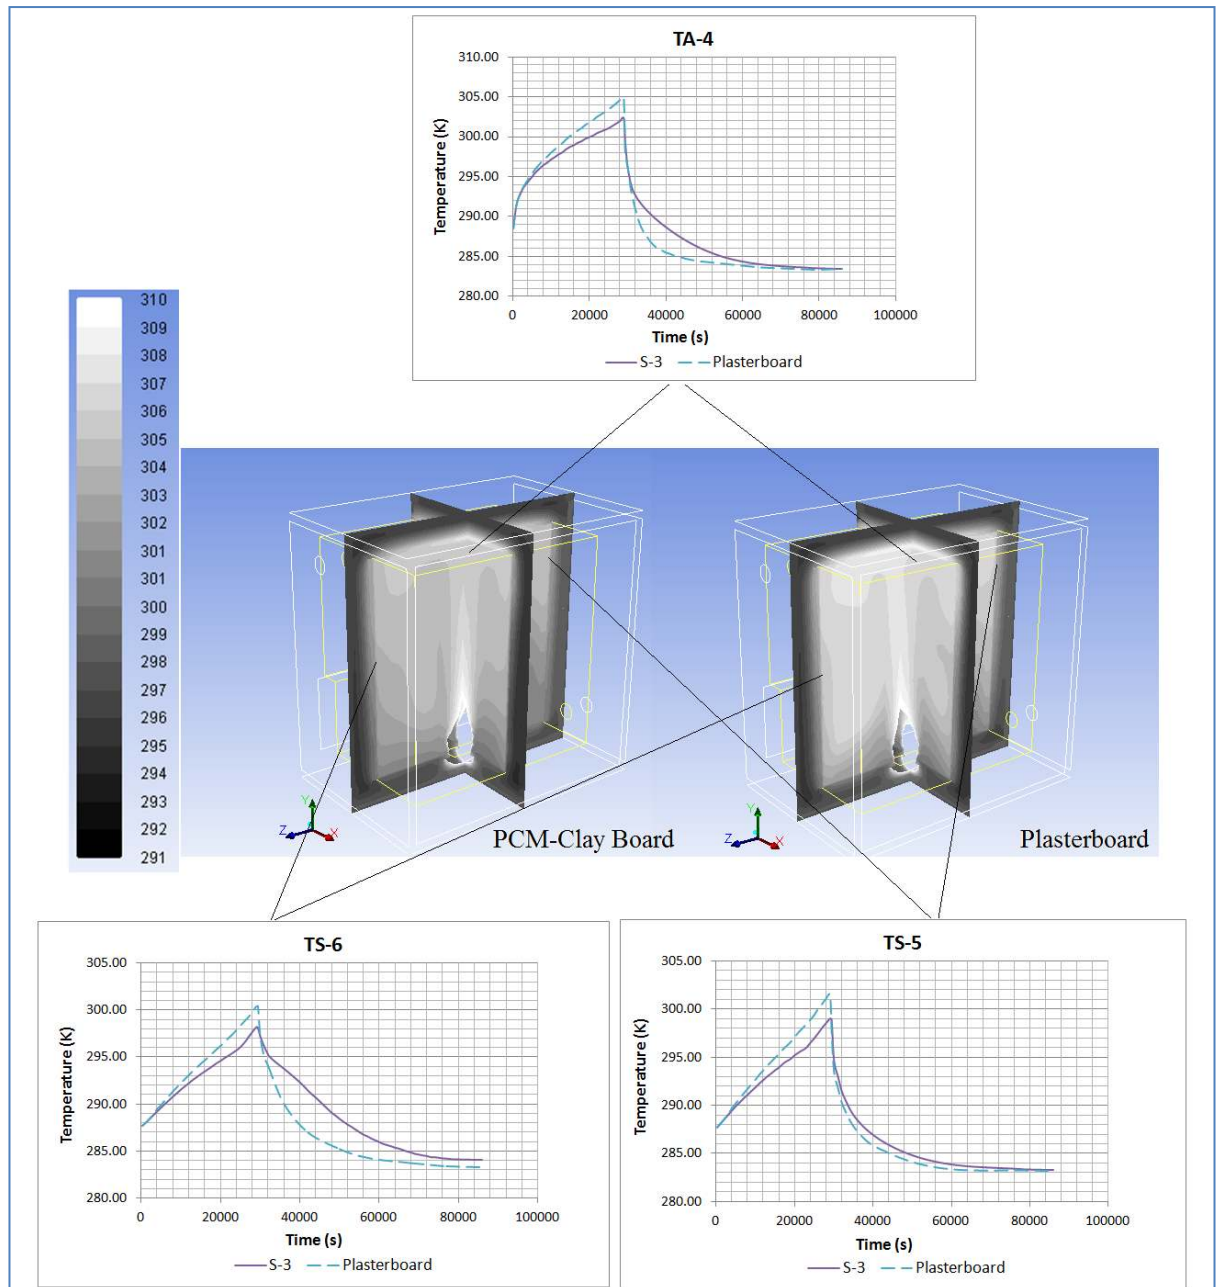 TA-4
310.00
305.00
300.00
295.00
290.00
285.00
280.00
Temperature (K)
0 20000 40000 60000 80000 100000
Time (s)
S-3 Plasterboard
310
309
308
307
306
305
304
303
302
301
301
300
299
298
297
296
295
294
293
292
291
Y
Z
X
PCM-Clay Board
Y
Z
X
Plasterboard
TS-6
305.00
300.00
295.00
290.00
285.00
280.00
Temperature (K)
0 20000 40000 60000 80000 100000
Time (s)
S-3 Plasterboard
TS-5
305.00
300.00
295.00
290.00
285.00
280.00
Temperature (K)
0 20000 40000 60000 80000 100000
Time (s)
S-3 Plasterboard